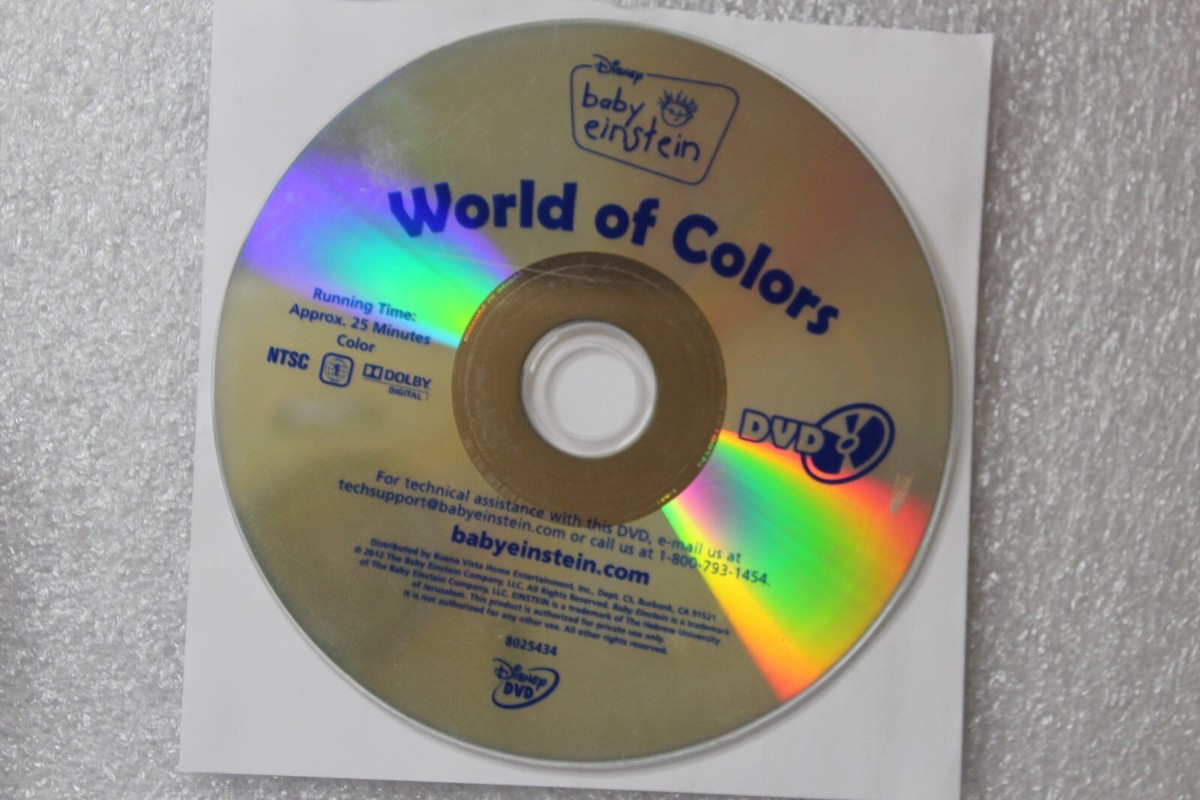 Disney
baby
einstein
World of Colors
Running Time:
Approx. 25 Minutes
Color
NTSC 1 DOLBY
DIGITAL
DVD
For technical assistance with this DVD, e-mail us at
techsupport@babyeinstein.com or call us at 1-800-793-1454.
babyeinstein.com
Distributed by Buena Vista Home Entertainment, Inc., Dept. CS, Burbank, CA 91521.
© 2012 The Baby Einstein Company, LLC. All Rights Reserved. Baby Einstein is a trademark
of The Baby Einstein Company, LLC. EINSTEIN is a trademark of The Hebrew University
of Jerusalem. This product is authorized for private use only.
It is not authorized for any other use. All other rights reserved.
8025434
Disney
DVD